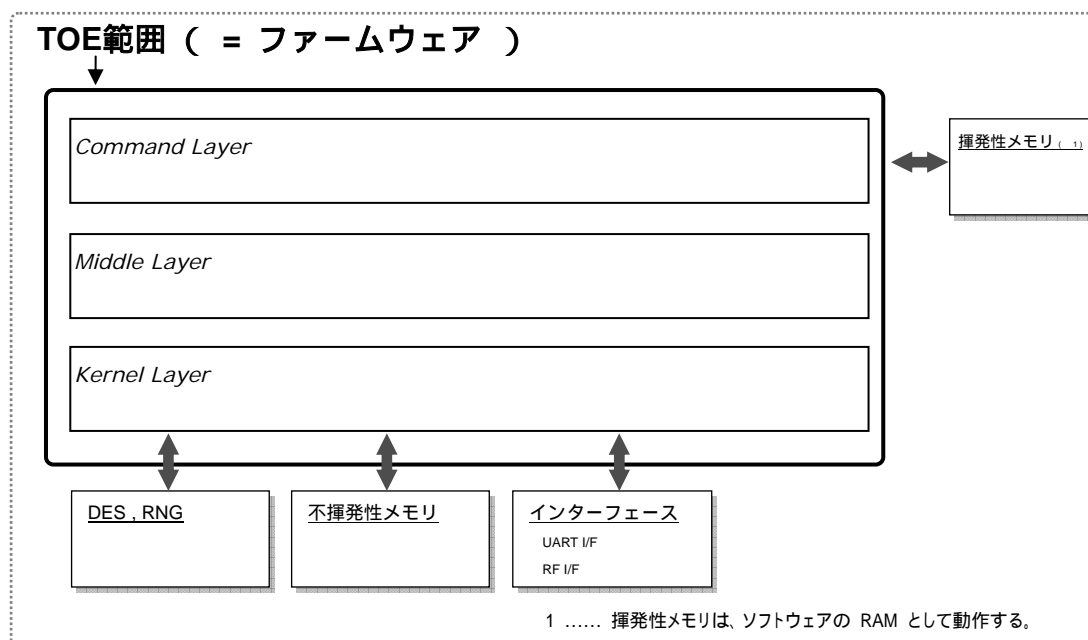 TOE範囲 ( = ファームウェア )
Command Layer
揮発性メモリ( 1)
Middle Layer
Kernel Layer
DES , RNG
不揮発性メモリ
インターフェース
UART I/F
RF I/F
1 …… 揮発性メモリは、ソフトウェアの RAM として動作する。